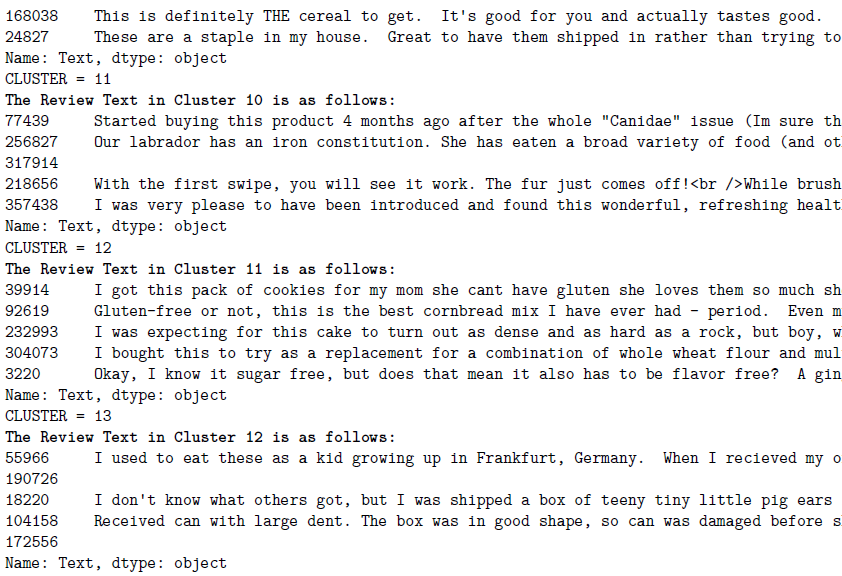 168038    This is definitely THE cereal to get.  It's good for you and actually tastes good.
24827     These are a staple in my house.  Great to have them shipped in rather than trying to
Name: Text, dtype: object
CLUSTER = 11
The Review Text in Cluster 10 is as follows:
77439     Started buying this product 4 months ago after the whole "Canidae" issue (Im sure th
256827    Our labrador has an iron constitution. She has eaten a broad variety of food (and ot
317914
218656    With the first swipe, you will see it work. The fur just comes off!<br />While brush
357438    I was very please to have been introduced and found this wonderful, refreshing healt
Name: Text, dtype: object
CLUSTER = 12
The Review Text in Cluster 11 is as follows:
39914     I got this pack of cookies for my mom she cant have gluten she loves them so much sh
92619     Gluten-free or not, this is the best cornbread mix I have ever had - period.  Even m
232993    I was expecting for this cake to turn out as dense and as hard as a rock, but boy, w
304073    I bought this to try as a replacement for a combination of whole wheat flour and mul
3220      Okay, I know it sugar free, but does that mean it also has to be flavor free?  A gin
Name: Text, dtype: object
CLUSTER = 13
The Review Text in Cluster 12 is as follows:
55966     I used to eat these as a kid growing up in Frankfurt, Germany.  When I recieved my o
190726
18220     I don't know what others got, but I was shipped a box of teeny tiny little pig ears
104158    Received can with large dent. The box was in good shape, so can was damaged before s
172556
Name: Text, dtype: object